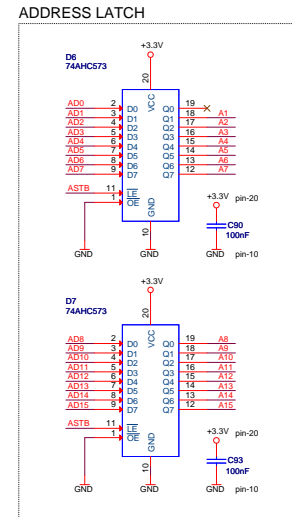 ADDRESS LATCH
+3.3V
D6
74AHC573
20
VCC
AD0 2 D0 Q0 19
AD1 3 D1 Q1 18 A1
AD2 4 D2 Q2 17 A2
AD3 5 D3 Q3 16 A3
AD4 6 D4 Q4 15 A4
AD5 7 D5 Q5 14 A5
AD6 8 D6 Q6 13 A6
AD7 9 D7 Q7 12 A7
ASTB 11 LE
1 OE
GND
10
+3.3V pin-20
C90
100nF
GND GND GND pin-10
+3.3V
D7
74AHC573
20
VCC
AD8 2 D0 Q0 19 A8
AD9 3 D1 Q1 18 A9
AD10 4 D2 Q2 17 A10
AD11 5 D3 Q3 16 A11
AD12 6 D4 Q4 15 A12
AD13 7 D5 Q5 14 A13
AD14 8 D6 Q6 13 A14
AD15 9 D7 Q7 12 A15
ASTB 11 LE
1 OE
GND
10
+3.3V pin-20
C93
100nF
GND GND GND pin-10